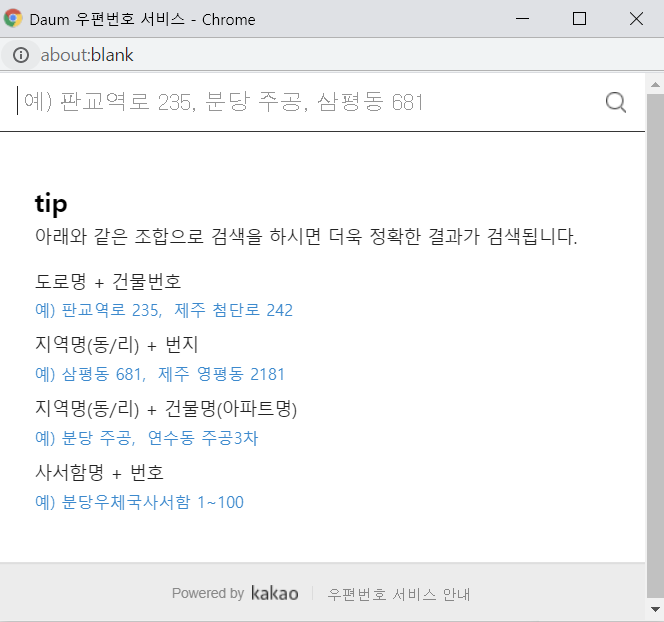 Daum 우편번호 서비스 - Chrome
about:blank
예) 판교역로 235, 분당 주공, 삼평동 681
tip
아래와 같은 조합으로 검색을 하시면 더욱 정확한 결과가 검색됩니다.
도로명 + 건물번호
예) 판교역로 235, 제주 첨단로 242
지역명(동/리) + 번지
예) 삼평동 681, 제주 영평동 2181
지역명(동/리) + 건물명(아파트명)
예) 분당 주공, 연수동 주공3차
사서함명 + 번호
예) 분당우체국사서함 1~100
Powered by kakao 우편번호 서비스 안내